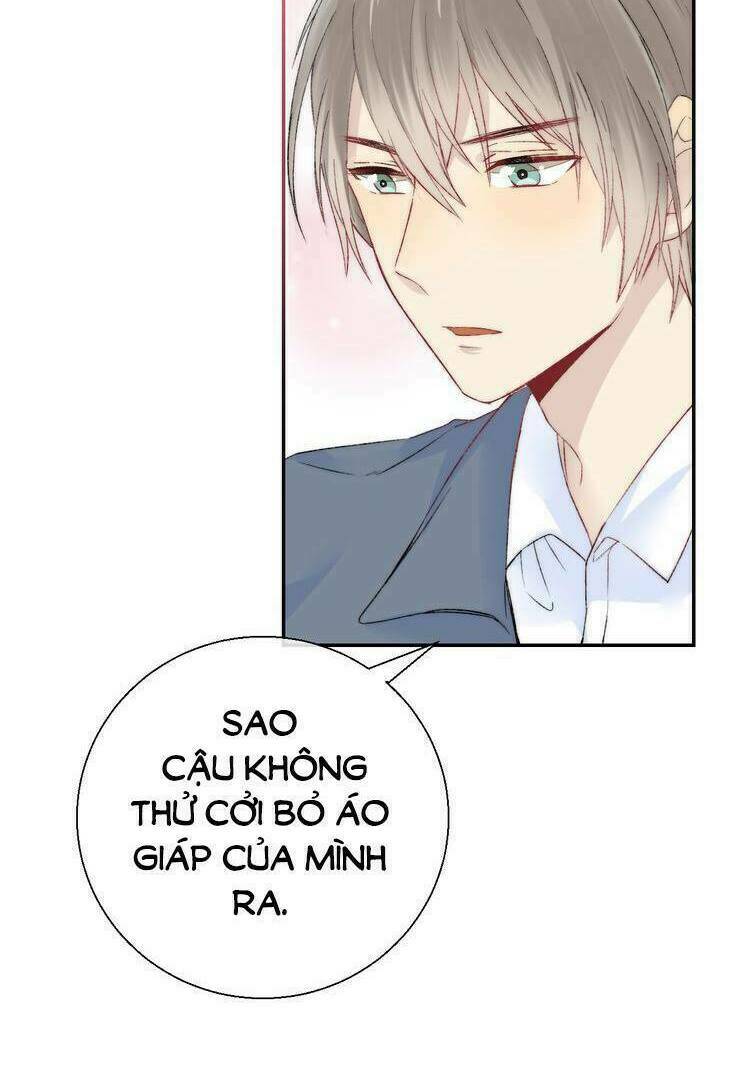 SAO
CẬU KHÔNG
THỬ CỞI BỎ ÁO
GIÁP CỦA MÌNH
RA.